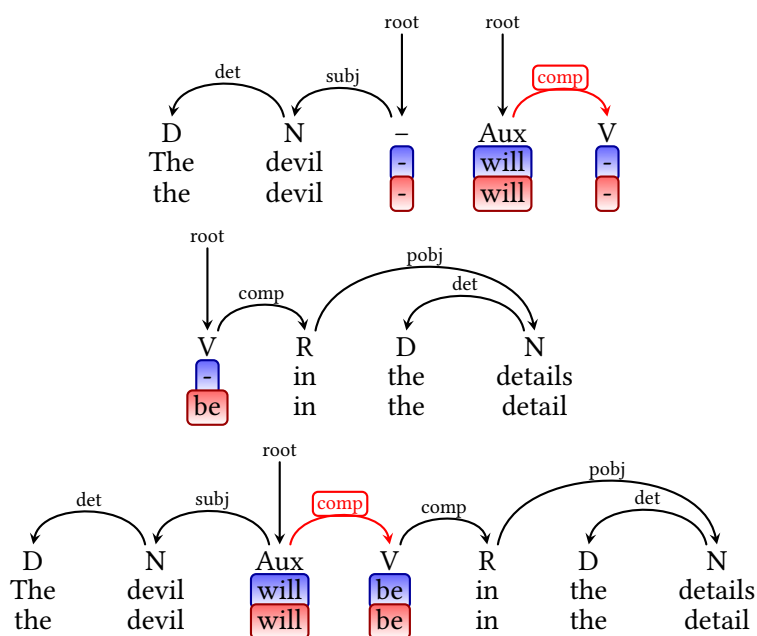 root root
det subj comp
D N – Aux V
The devil - will -
the devil - will -
root
pobj
comp det
V R D N
- in the details
be in the detail
root
pobj
det subj comp comp det
D N Aux V R D N
The devil will be in the details
the devil will be in the detail